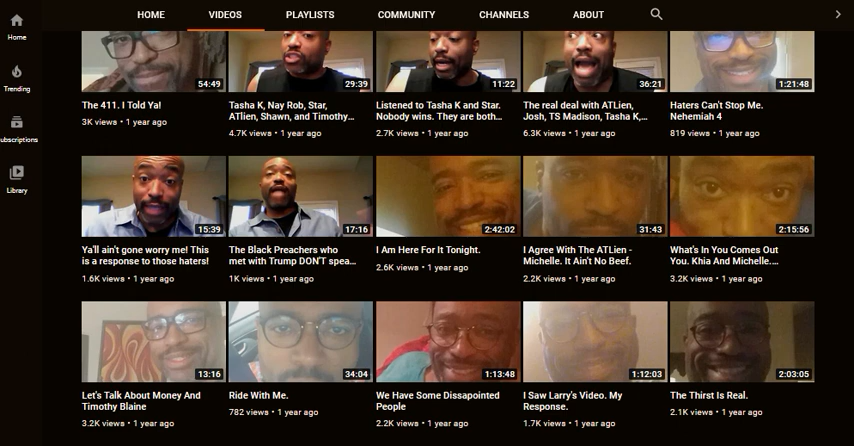 HOME VIDEOS PLAYLISTS COMMUNITY CHANNELS ABOUT
Home
Trending
ubscriptions
Library
54:49
The 411. I Told Ya!
3K views • 1 year ago
29:39
Tasha K, Nay Rob, Star,
ATlien, Shawn, and Timothy...
4.7K views • 1 year ago
11:22
Listened to Tasha K and Star.
Nobody wins. They are both...
2.7K views • 1 year ago
36:21
The real deal with ATLien,
Josh, TS Madison, Tasha K,...
6.3K views • 1 year ago
1:21:48
Haters Can't Stop Me.
Nehemiah 4
819 views • 1 year ago
15:39
Ya'll ain't gone worry me! This
is a response to those haters!
1.6K views • 1 year ago
17:16
The Black Preachers who
met with Trump DON'T spea...
1K views • 1 year ago
2:42:02
I Am Here For It Tonight.
2.6K views • 1 year ago
31:43
I Agree With The ATLien -
Michelle. It Ain't No Beef.
2.2K views • 1 year ago
2:15:56
What's In You Comes Out
You. Khia And Michelle....
3.2K views • 1 year ago
13:16
Let's Talk About Money And
Timothy Blaine
3.2K views • 1 year ago
34:04
Ride With Me.
782 views • 1 year ago
1:13:48
We Have Some Dissapointed
People
2.2K views • 1 year ago
1:12:03
I Saw Larry's Video. My
Response.
1.7K views • 1 year ago
2:03:05
The Thirst Is Real.
2.1K views • 1 year ago